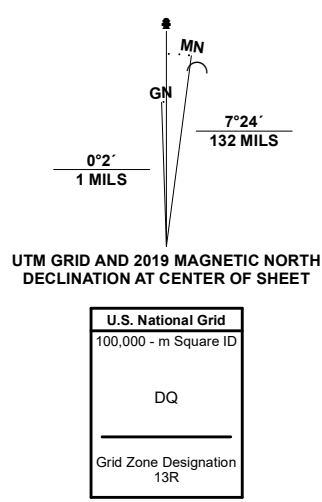 MN
GN
7°24´
132 MILS
0°2´
1 MILS
UTM GRID AND 2019 MAGNETIC NORTH
DECLINATION AT CENTER OF SHEET
U.S. National Grid
100,000 - m Square ID
DQ
Grid Zone Designation
13R